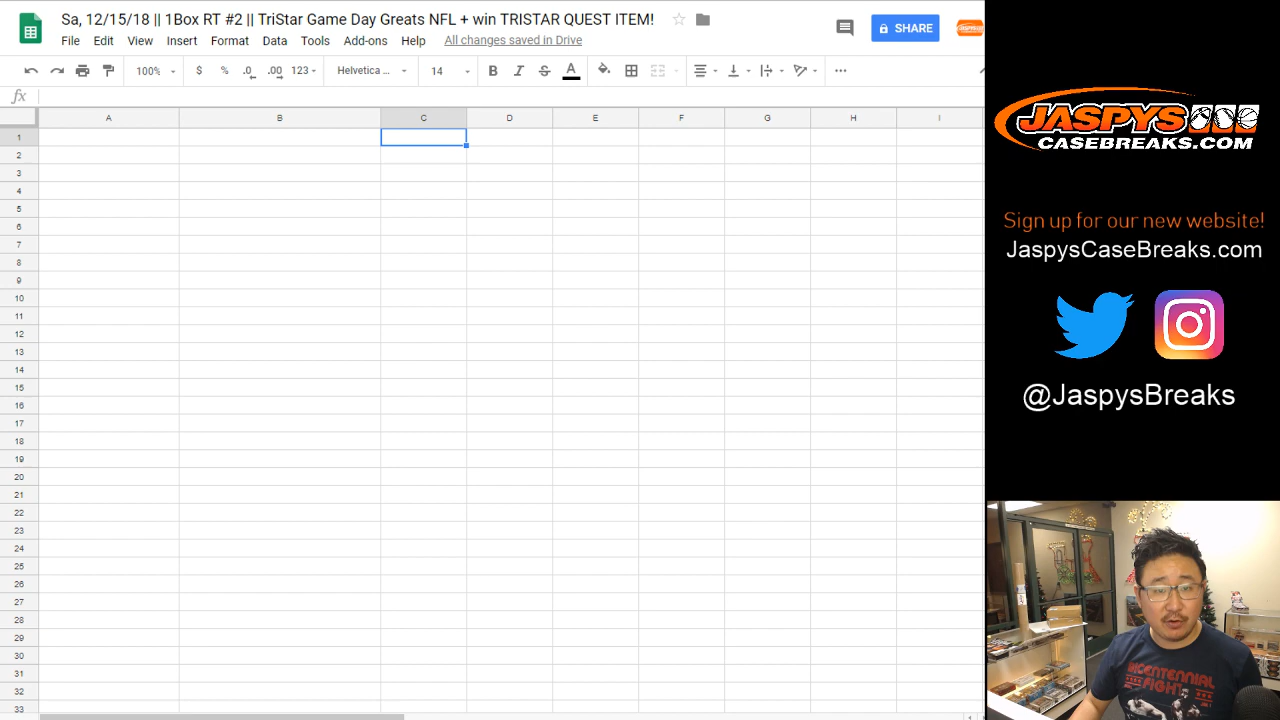 Sa, 12/15/18 || 1Box RT #2 || TriStar Game Day Greats NFL + win TRISTAR QUEST ITEM!
File Edit View Insert Format Data Tools Add-ons Help All changes saved in Drive
SHARE
100% $ % .0 .00 123 Helvetica ... 14 B I S A
fx
A B C D E F G H I
1
2
3
4
5
6
7
8
9
10
11
12
13
14
15
16
17
18
19
20
21
22
23
24
25
26
27
28
29
30
31
32
33
JASPYS
CASEBREAKS.COM
Sign up for our new website!
JaspysCaseBreaks.com
@JaspysBreaks
BICENTENNIAL
FIGHT